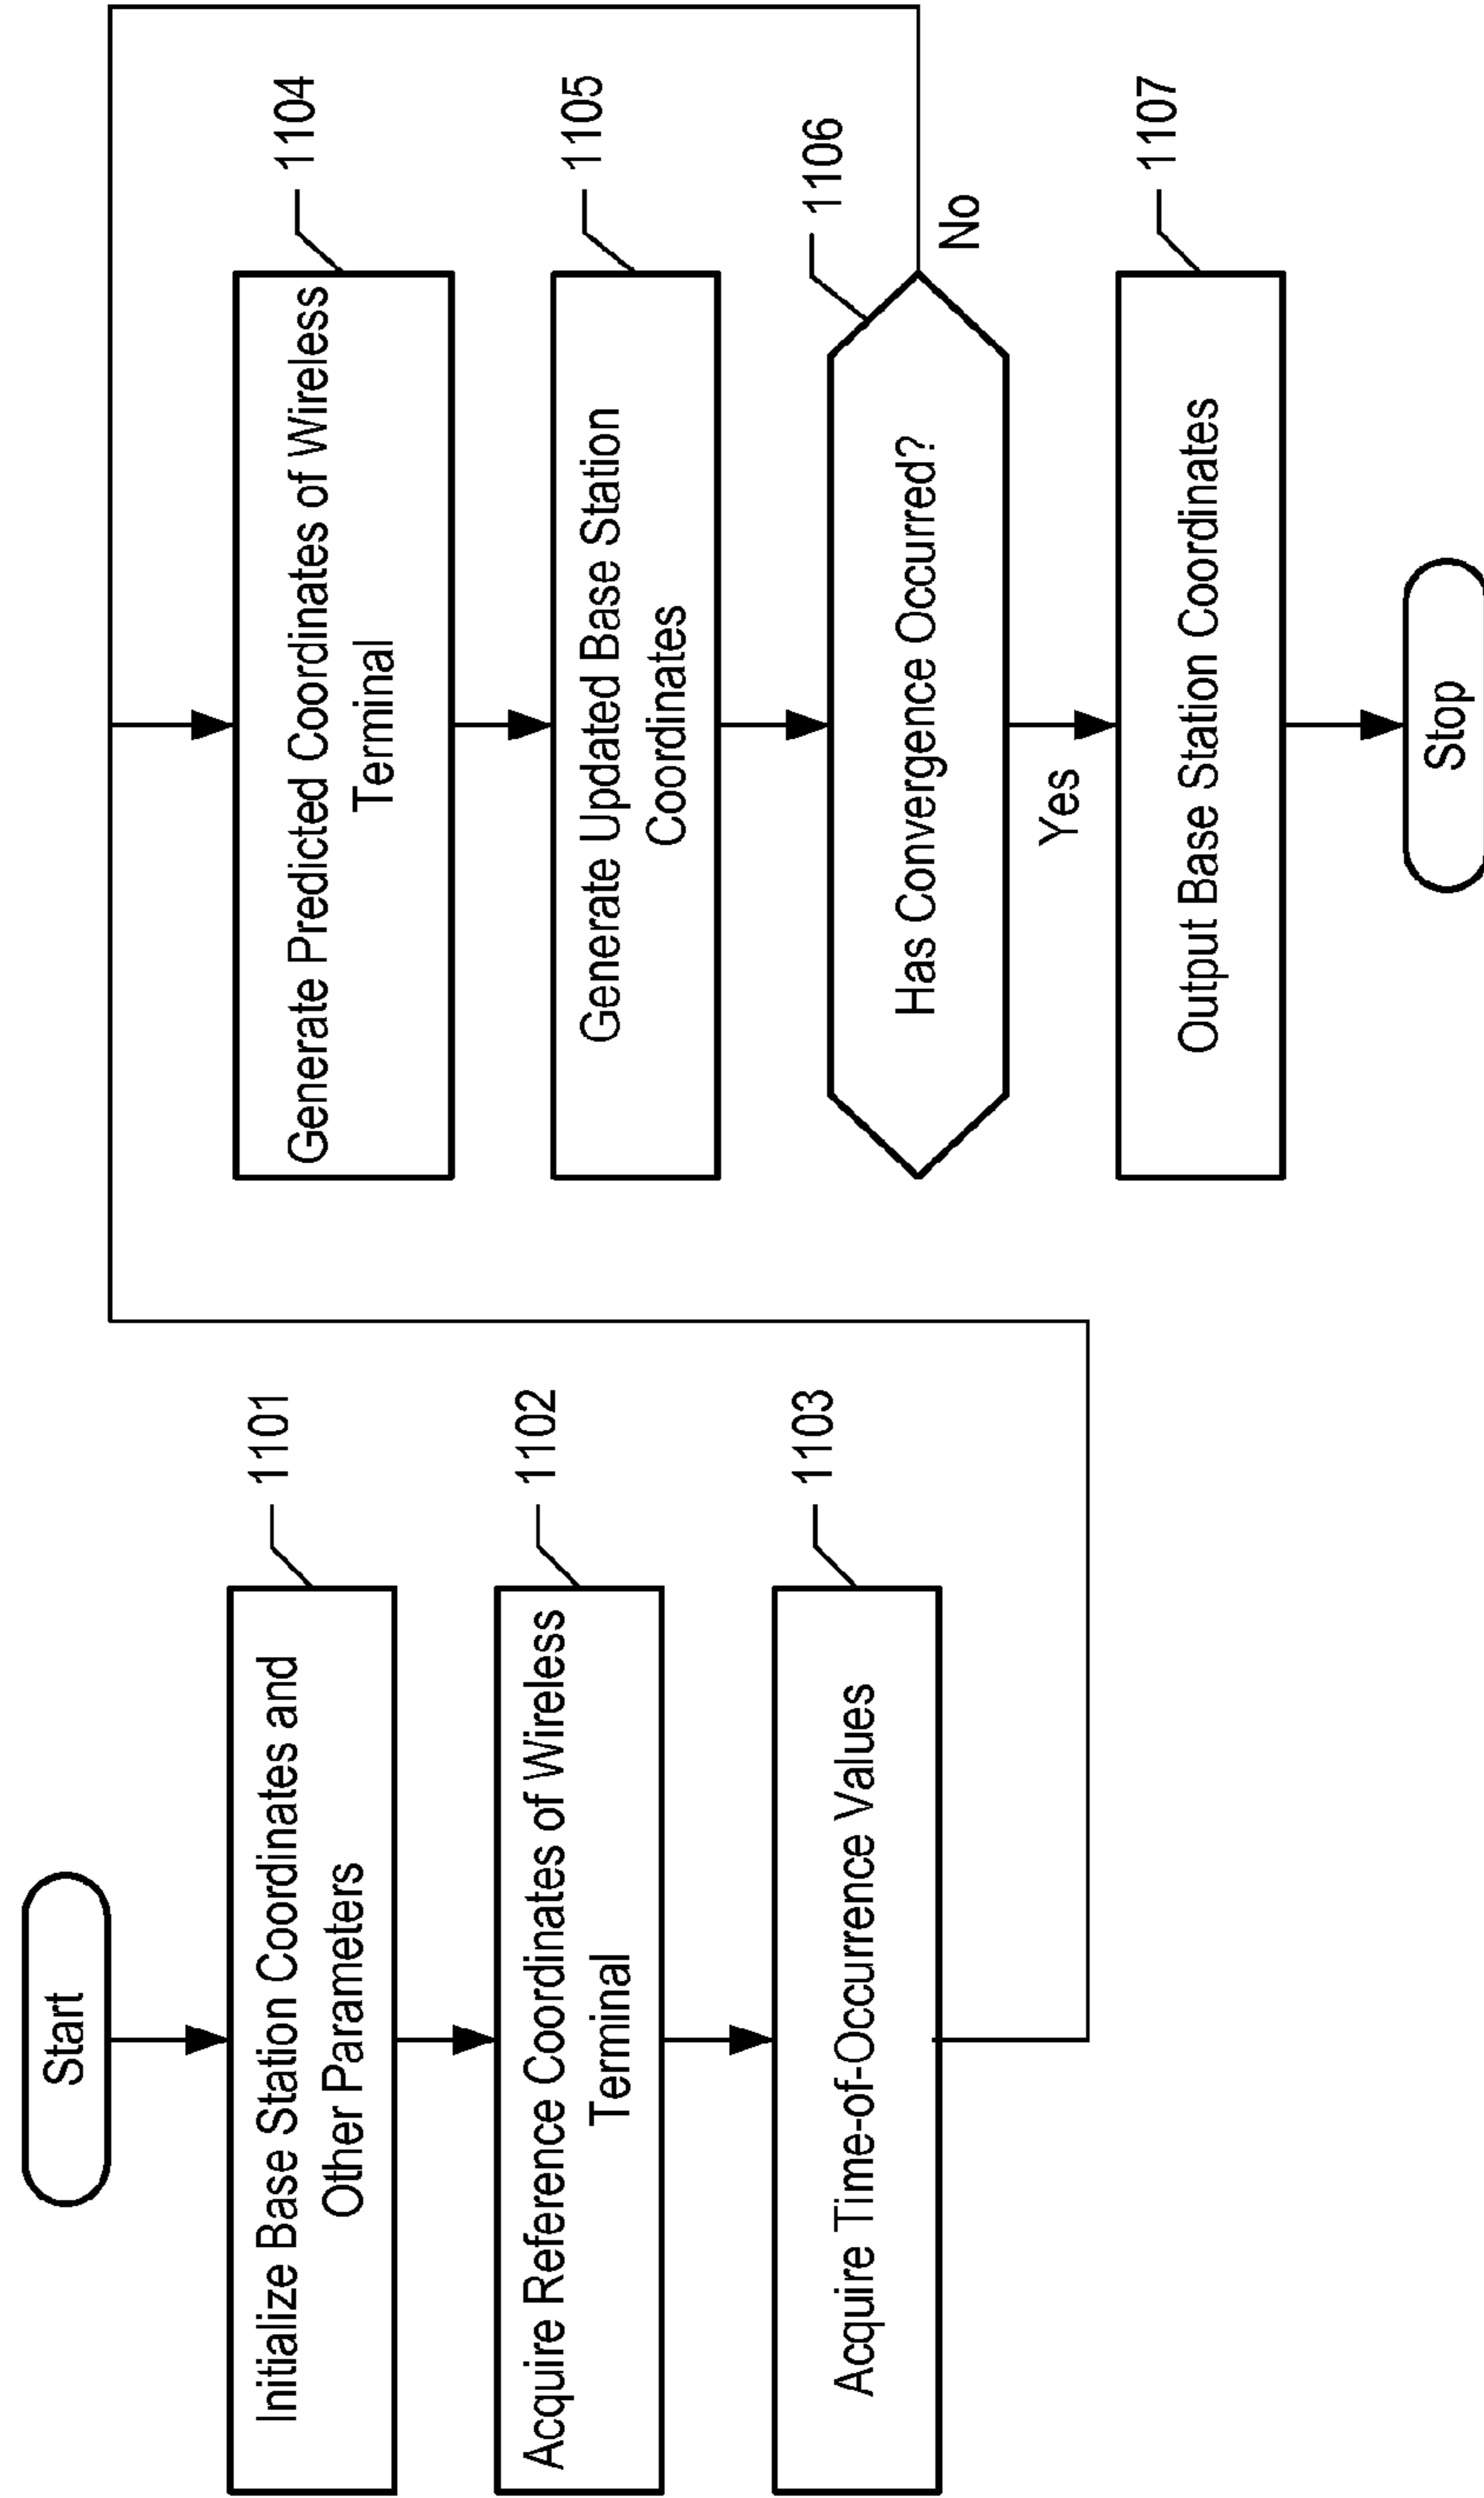 Start
Initialize Base Station Coordinates and
Other Parameters
1101
Acquire Reference Coordinates of Wireless
Terminal
1102
Acquire Time-of-Occurrence Values
1103
Generate Predicted Coordinates of Wireless
Terminal
1104
Generate Updated Base Station
Coordinates
1105
Has Convergence Occurred?
1106
No
Yes
Output Base Station Coordinates
1107
Stop